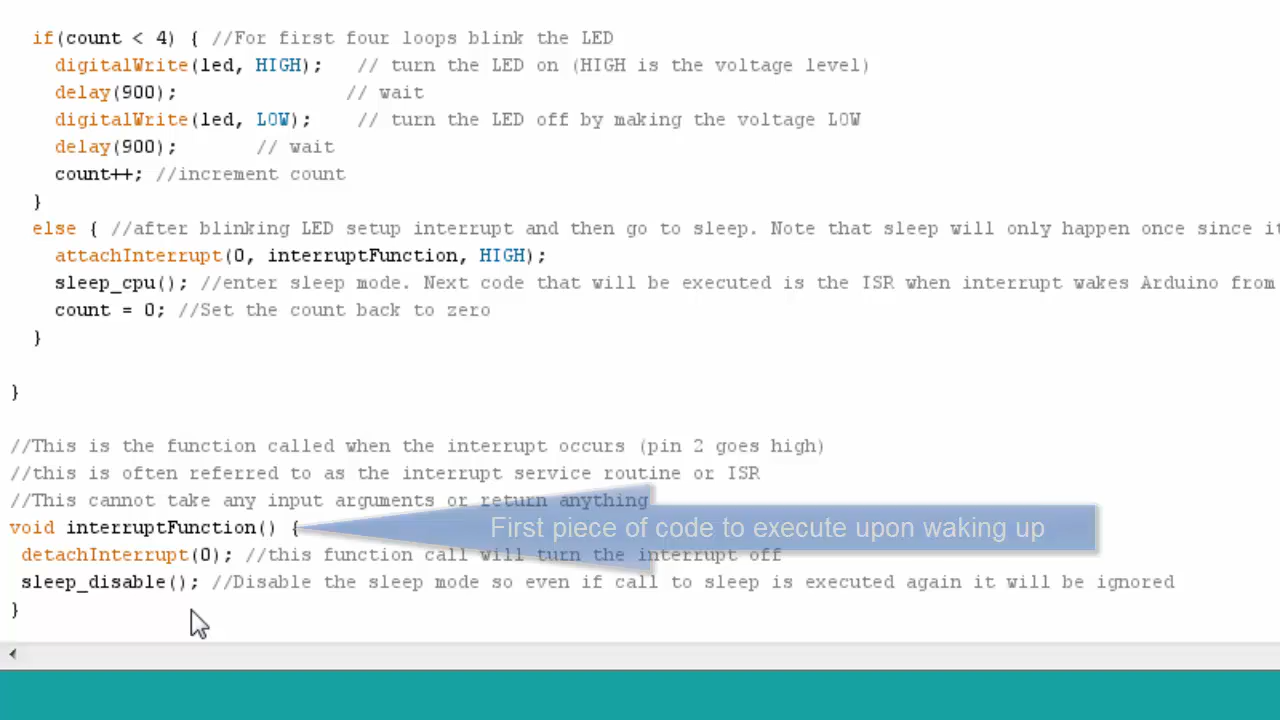 if(count < 4) { //For first four loops blink the LED
digitalWrite(led, HIGH);   // turn the LED on (HIGH is the voltage level)
delay(900);               // wait
digitalWrite(led, LOW);    // turn the LED off by making the voltage LOW
delay(900);       // wait
count++; //increment count
}
else { //after blinking LED setup interrupt and then go to sleep. Note that sleep will only happen once since it
attachInterrupt(0, interruptFunction, HIGH);
sleep_cpu(); //enter sleep mode. Next code that will be executed is the ISR when interrupt wakes Arduino from
count = 0; //Set the count back to zero
}
}
//This is the function called when the interrupt occurs (pin 2 goes high)
//this is often referred to as the interrupt service routine or ISR
//This cannot take any input arguments or return anything
void interruptFunction() {
First piece of code to execute upon waking up
detachInterrupt(0); //this function call will turn the interrupt off
sleep_disable(); //Disable the sleep mode so even if call to sleep is executed again it will be ignored
}